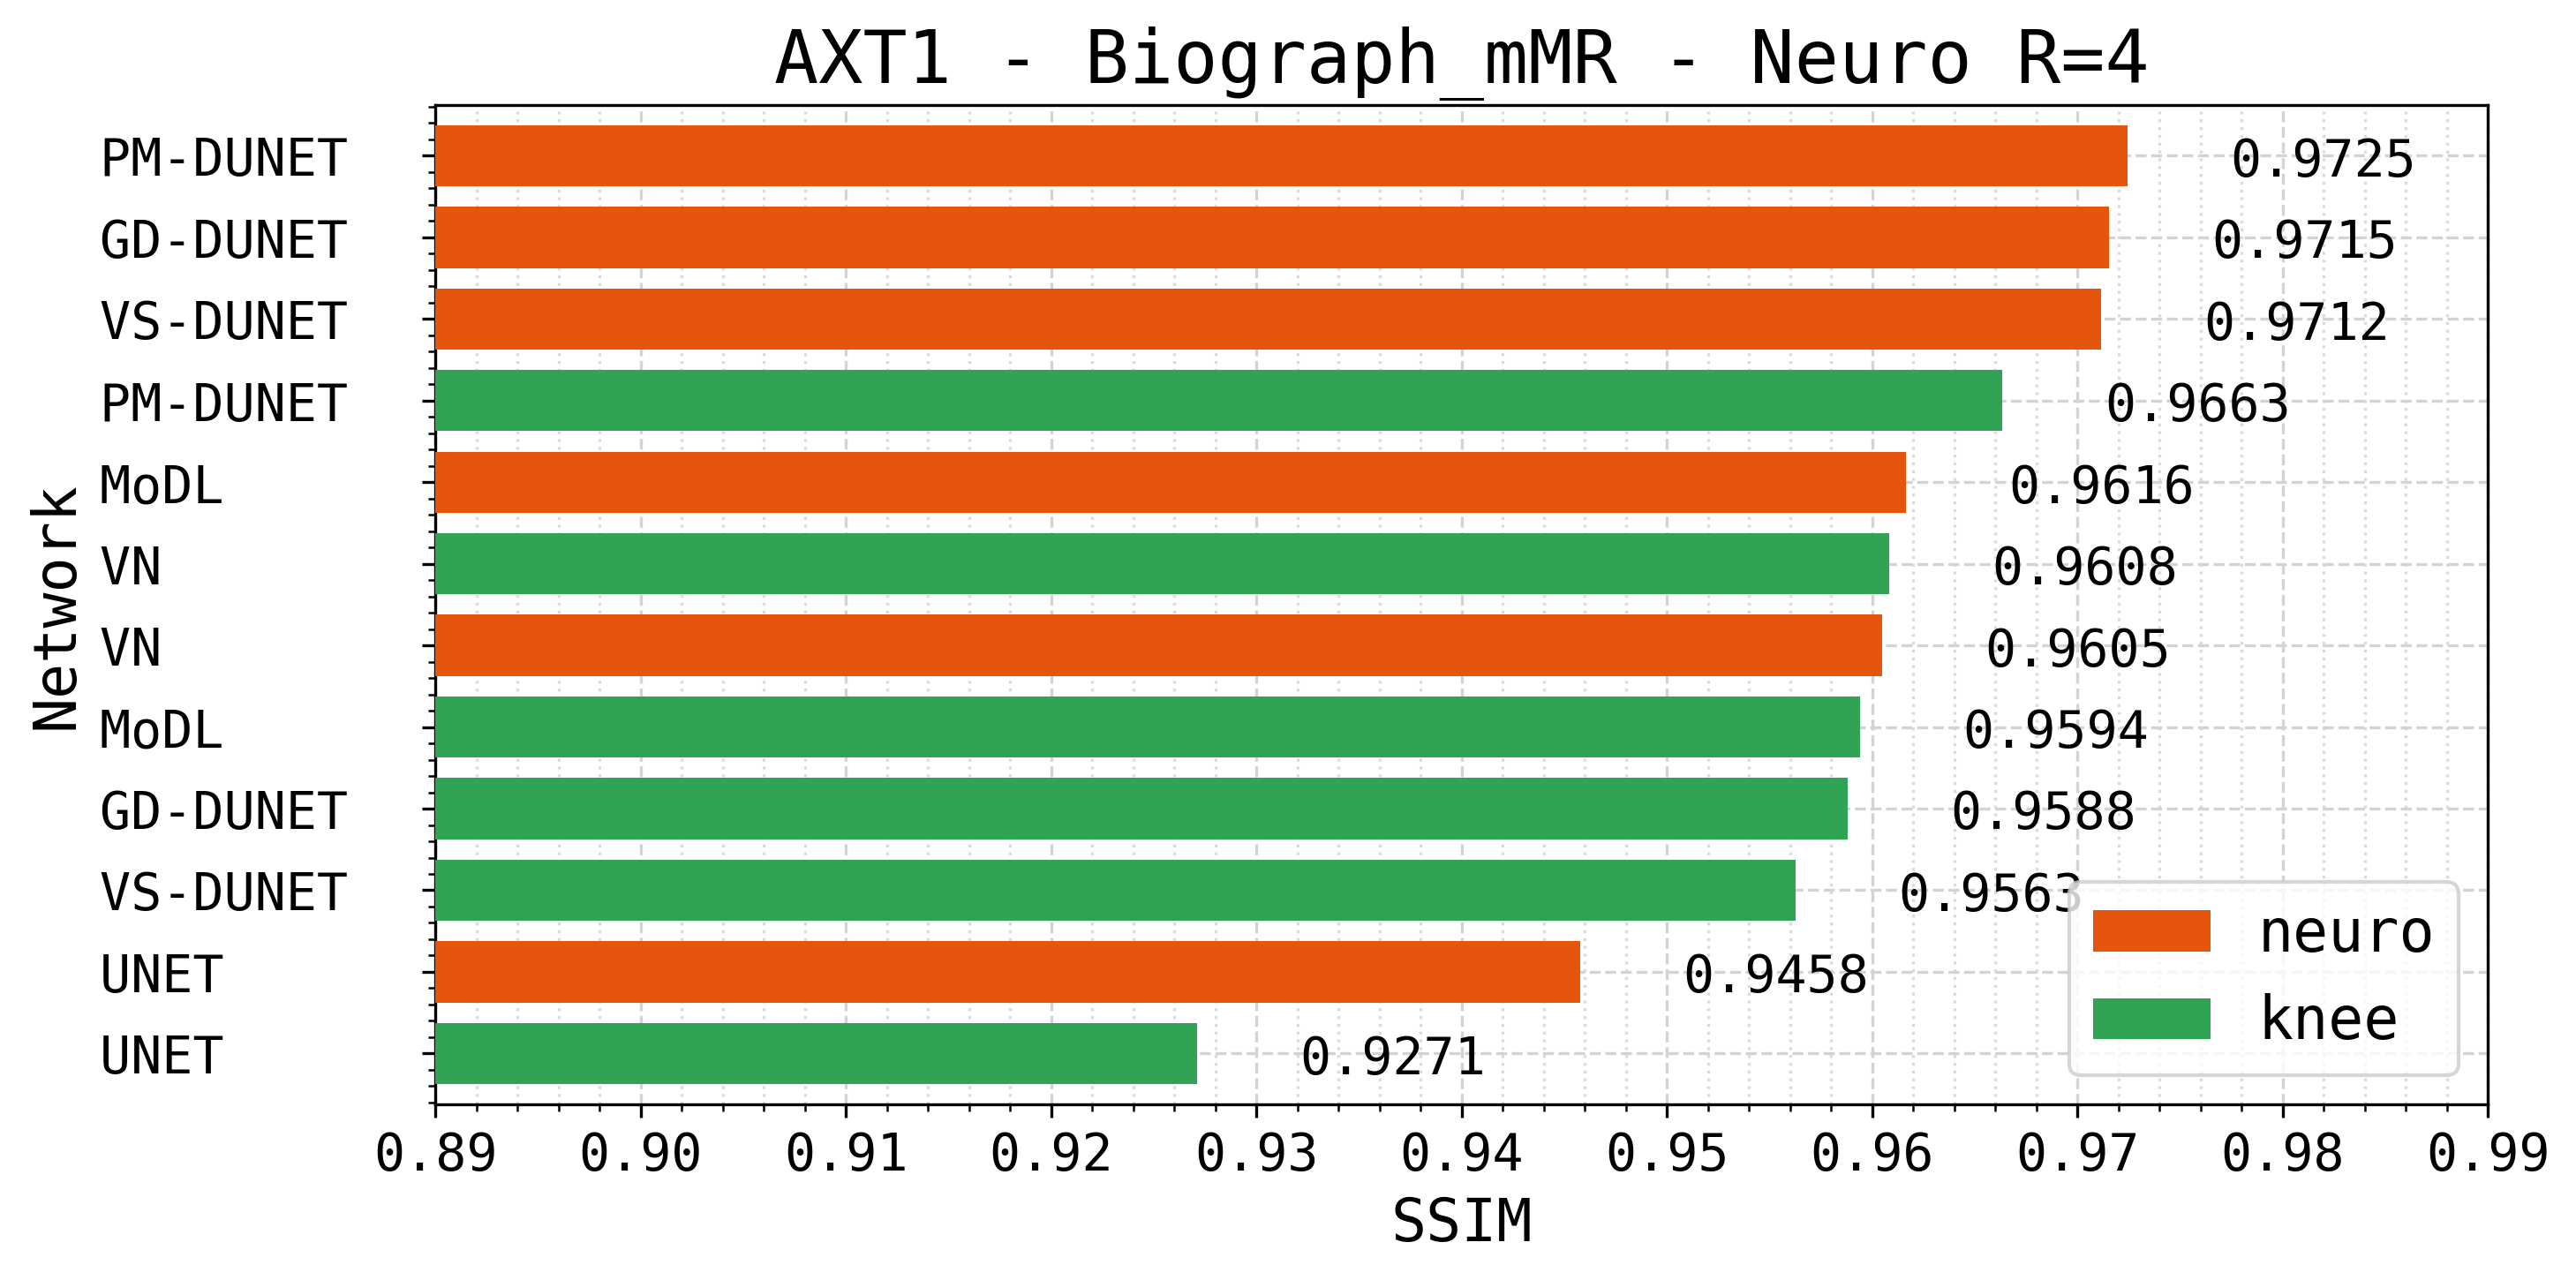 AXT1 - Biograph_mMR - Neuro R=4
Network
PM-DUNET 0.9725
GD-DUNET 0.9715
VS-DUNET 0.9712
PM-DUNET 0.9663
MoDL 0.9616
VN 0.9608
VN 0.9605
MoDL 0.9594
GD-DUNET 0.9588
VS-DUNET 0.9563
UNET 0.9458
UNET 0.9271
neuro
knee
0.89 0.90 0.91 0.92 0.93 0.94 0.95 0.96 0.97 0.98 0.99
SSIM